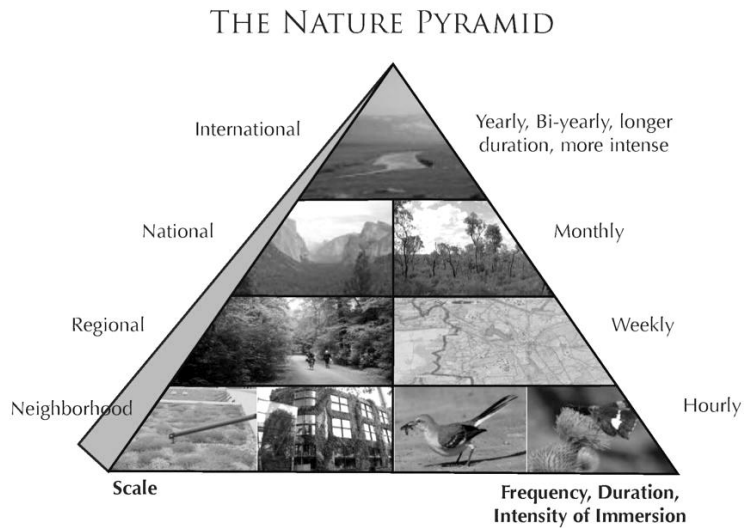 THE NATURE PYRAMID
International
Yearly, Bi-yearly, longer
duration, more intense
National
Monthly
Regional
Weekly
Neighborhood
Hourly
Scale
Frequency, Duration,
Intensity of Immersion